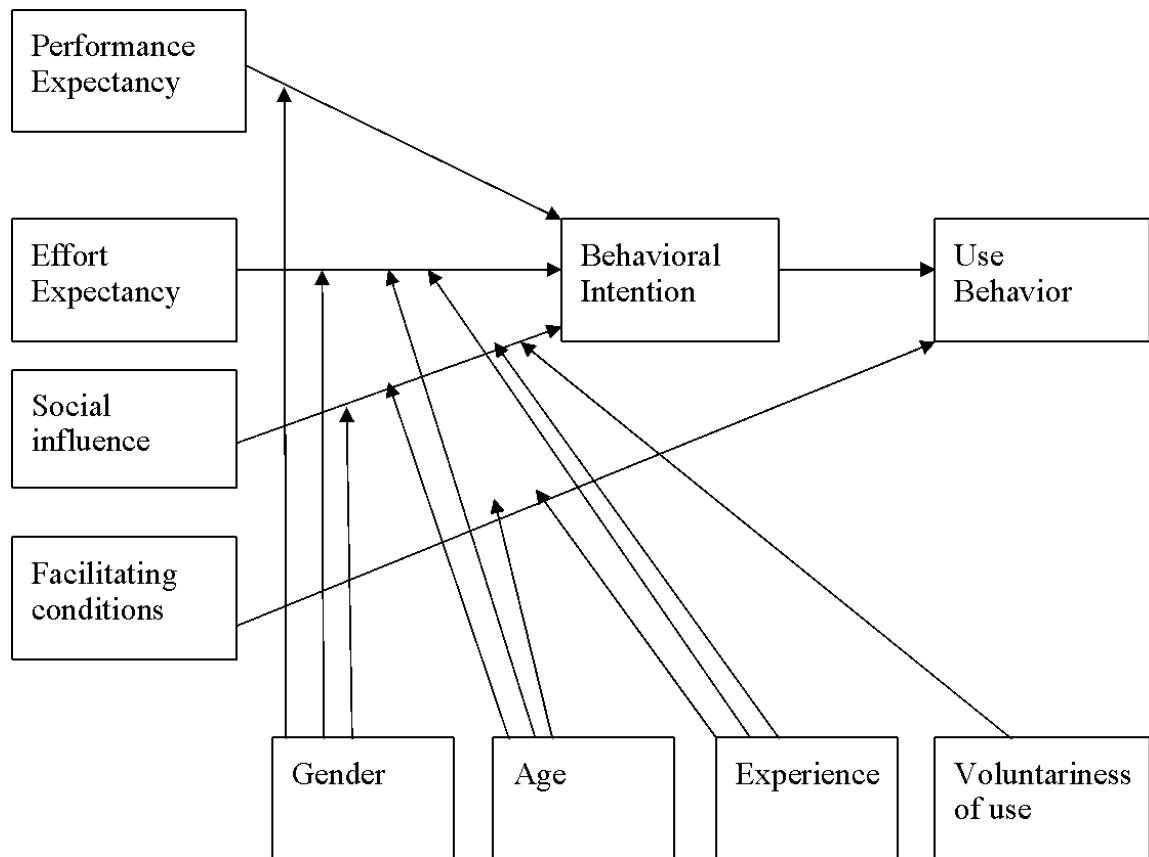 Performance
Expectancy
Effort
Expectancy
Behavioral
Intention
Use
Behavior
Social
influence
Facilitating
conditions
Gender
Age
Experience
Voluntariness
of use